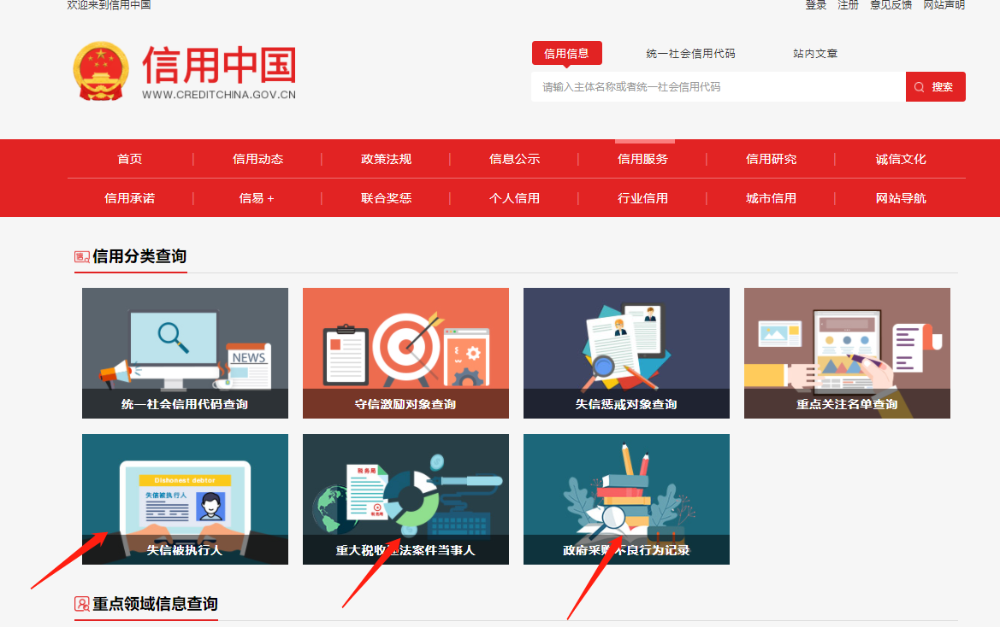 欢迎来到信用中国
登录 注册 意见反馈 网站声明
信用中国
WWW.CREDITCHINA.GOV.CN
信用信息 统一社会信用代码 站内文章
请输入主体名称或者统一社会信用代码
搜索
首页 信用动态 政策法规 信息公示 信用服务 信用研究 诚信文化
信用承诺 信易+ 联合奖惩 个人信用 行业信用 城市信用 网站导航
信用分类查询
NEWS
统一社会信用代码查询
守信激励对象查询
失信惩戒对象查询
重点关注名单查询
Dishonest debtor
失信被执行人
失信被执行人
税务局
重大税收违法案件当事人
政府采购不良行为记录
重点领域信息查询